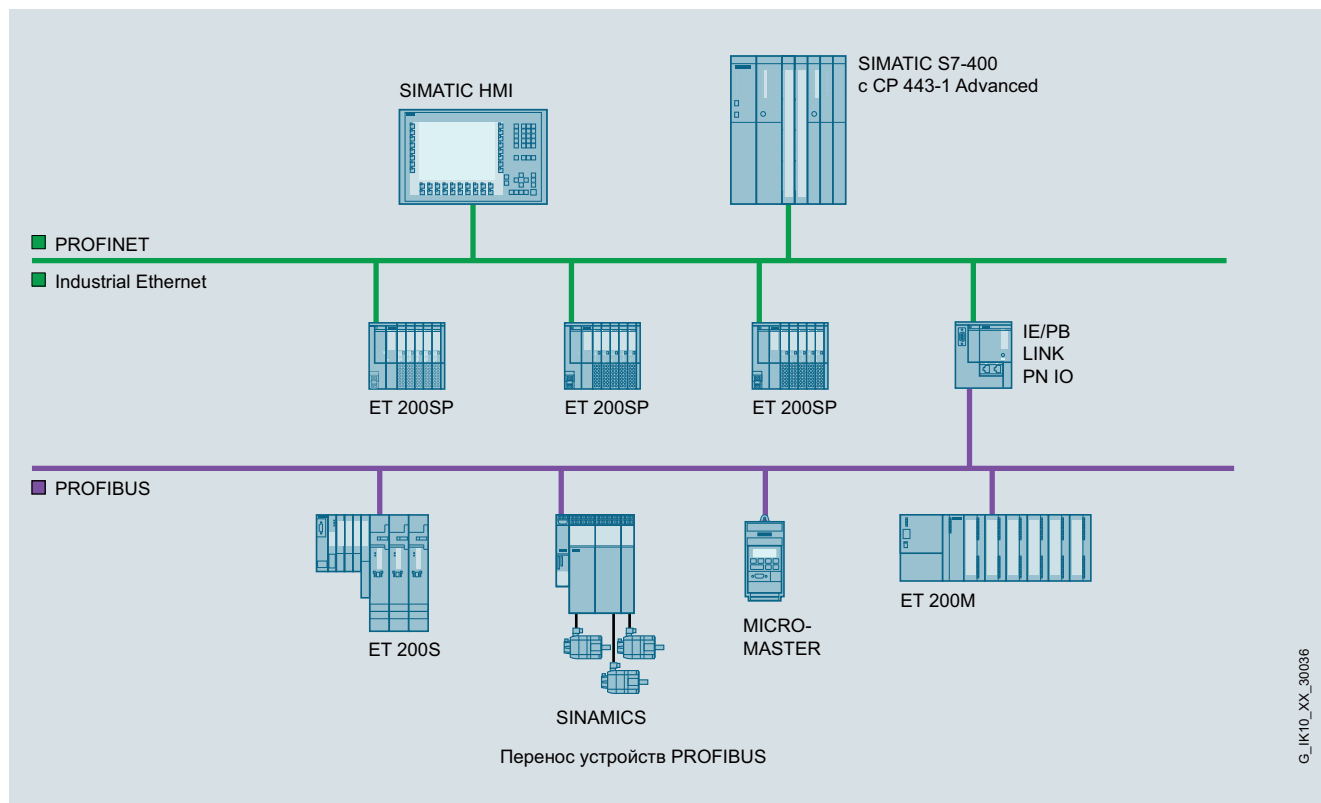 SIMATIC HMI
SIMATIC S7-400
с CP 443-1 Advanced
PROFINET
Industrial Ethernet
IE/PB
LINK
PN IO
ET 200SP
ET 200SP
ET 200SP
PROFIBUS
ET 200S
SINAMICS
MICRO-
MASTER
ET 200M
Перенос устройств PROFIBUS
G_IK10_XX_30036